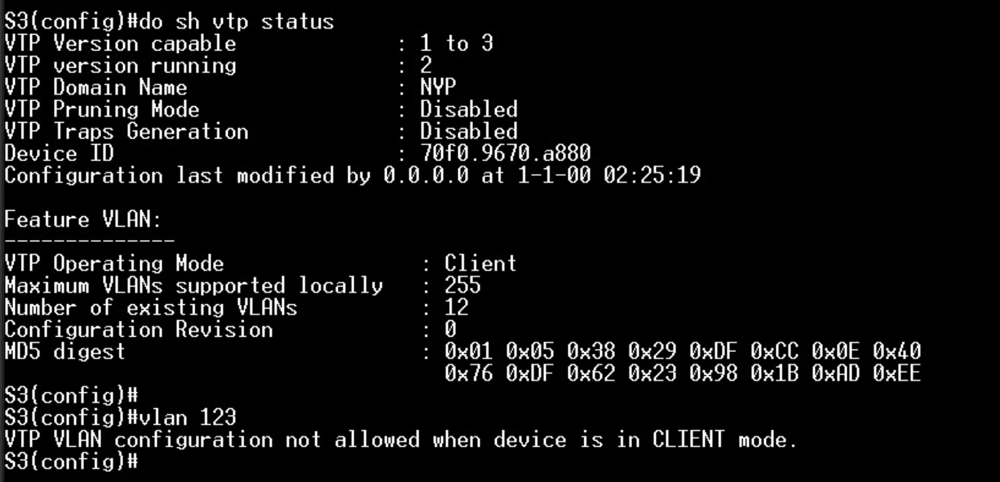 S3(config)#do sh vtp status
VTP Version capable : 1 to 3
VTP version running : 2
VTP Domain Name : NYP
VTP Pruning Mode : Disabled
VTP Traps Generation : Disabled
Device ID : 70f0.9670.a880
Configuration last modified by 0.0.0.0 at 1-1-00 02:25:19
Feature VLAN:
--------------
VTP Operating Mode : Client
Maximum VLANs supported locally : 255
Number of existing VLANs : 12
Configuration Revision : 0
MD5 digest : 0x01 0x05 0x38 0x29 0xDF 0xCC 0x0E 0x40
0x76 0xDF 0x62 0x23 0x98 0x1B 0xAD 0xEE
S3(config)#
S3(config)#vlan 123
VTP VLAN configuration not allowed when device is in CLIENT mode.
S3(config)#